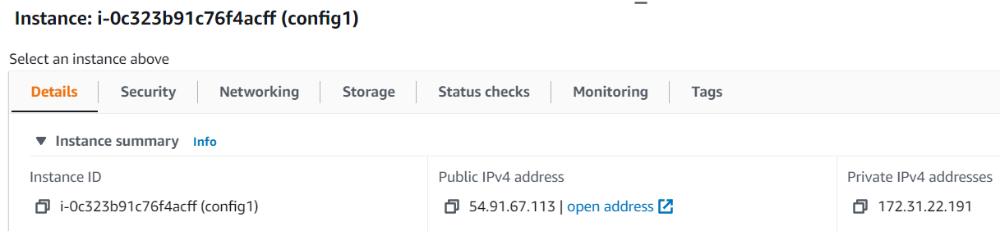 Instance: i-0c323b91c76f4acff (config1)
Select an instance above
Details Security Networking Storage Status checks Monitoring Tags
Instance summary Info
Instance ID Public IPv4 address Private IPv4 addresses
i-0c323b91c76f4acff (config1) 54.91.67.113 | open address 172.31.22.191